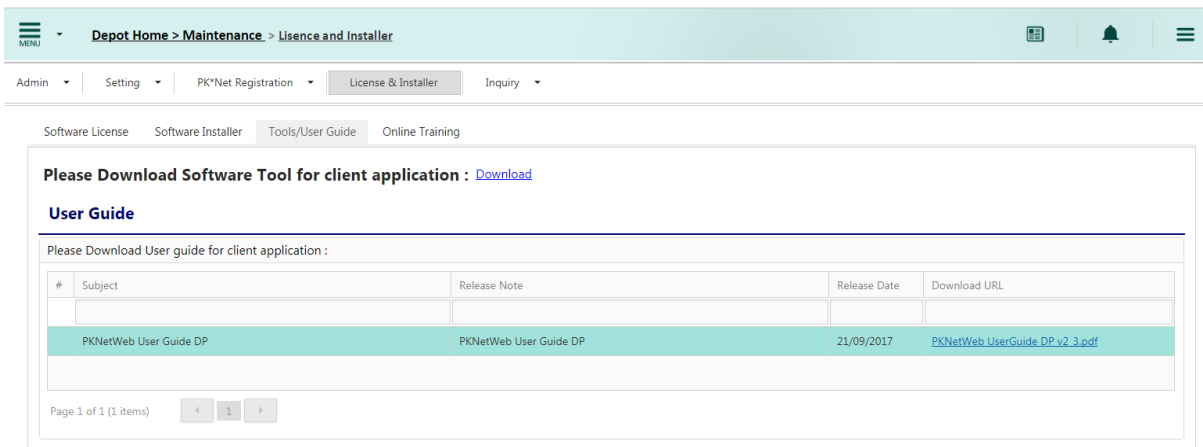 MENU Depot Home > Maintenance > Lisence and Installer
Admin Setting PK*Net Registration License & Installer Inquiry
Software License Software Installer Tools/User Guide Online Training
Please Download Software Tool for client application : Download
User Guide
Please Download User guide for client application :
# Subject Release Note Release Date Download URL
PKNetWeb User Guide DP PKNetWeb User Guide DP 21/09/2017 PKNetWeb UserGuide DP v2_3.pdf
Page 1 of 1 (1 items) 1